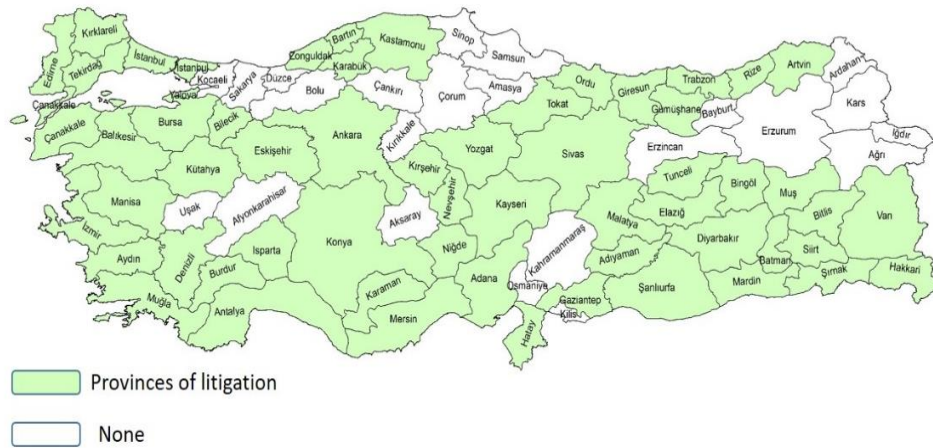 Kırklareli
Edirne
Tekirdag
İstanbul
İstanbul
Kocaeli
Yalova
Sakarya
Düzce
Bolu
Zonguldak
Bartın
Karabük
Kastamonu
Çankırı
Sinop
Samsun
Amasya
Çorum
Ordu
Tokat
Giresun
Trabzon
Gümüşhane
Bayburt
Rize
Artvin
Ardahan
Kars
Iğdır
Ağrı
Erzurum
Erzincan
Çanakkale
Çanakkale
Balıkesir
Bursa
Bilecik
Eskişehir
Kütahya
Ankara
Kırıkkale
Kırşehir
Yozgat
Sivas
Nevşehir
Kayseri
Tunceli
Bingöl
Muş
Elazığ
Malatya
Bitlis
Van
Diyarbakır
Batman
Siirt
Şırnak
Hakkari
Mardin
Şanlıurfa
Adıyaman
Kahramanmaraş
Gaziantep
Kilis
Osmaniye
Hatay
Adana
Niğde
Aksaray
Konya
Karaman
Mersin
Manisa
Uşak
Afyonkarahisar
İzmir
Aydın
Denizli
Burdur
Isparta
Muğla
Antalya
Provinces of litigation
None